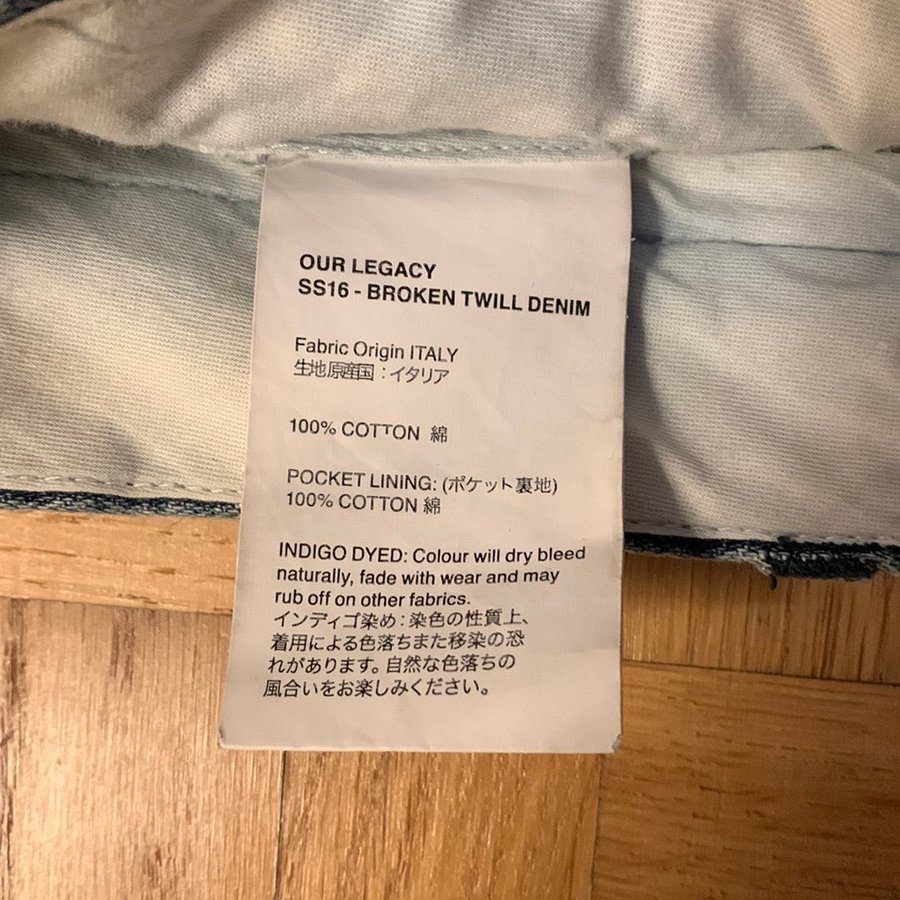 OUR LEGACY
SS16 - BROKEN TWILL DENIM
Fabric Origin ITALY
生地原産国：イタリア
100% COTTON 綿
POCKET LINING: (ポケット裏地)
100% COTTON 綿
INDIGO DYED: Colour will dry bleed
naturally, fade with wear and may
rub off on other fabrics.
インディゴ染め：染色の性質上、
着用による色落ちまた移染の恐
れがあります。自然な色落ちの
風合いをお楽しみください。